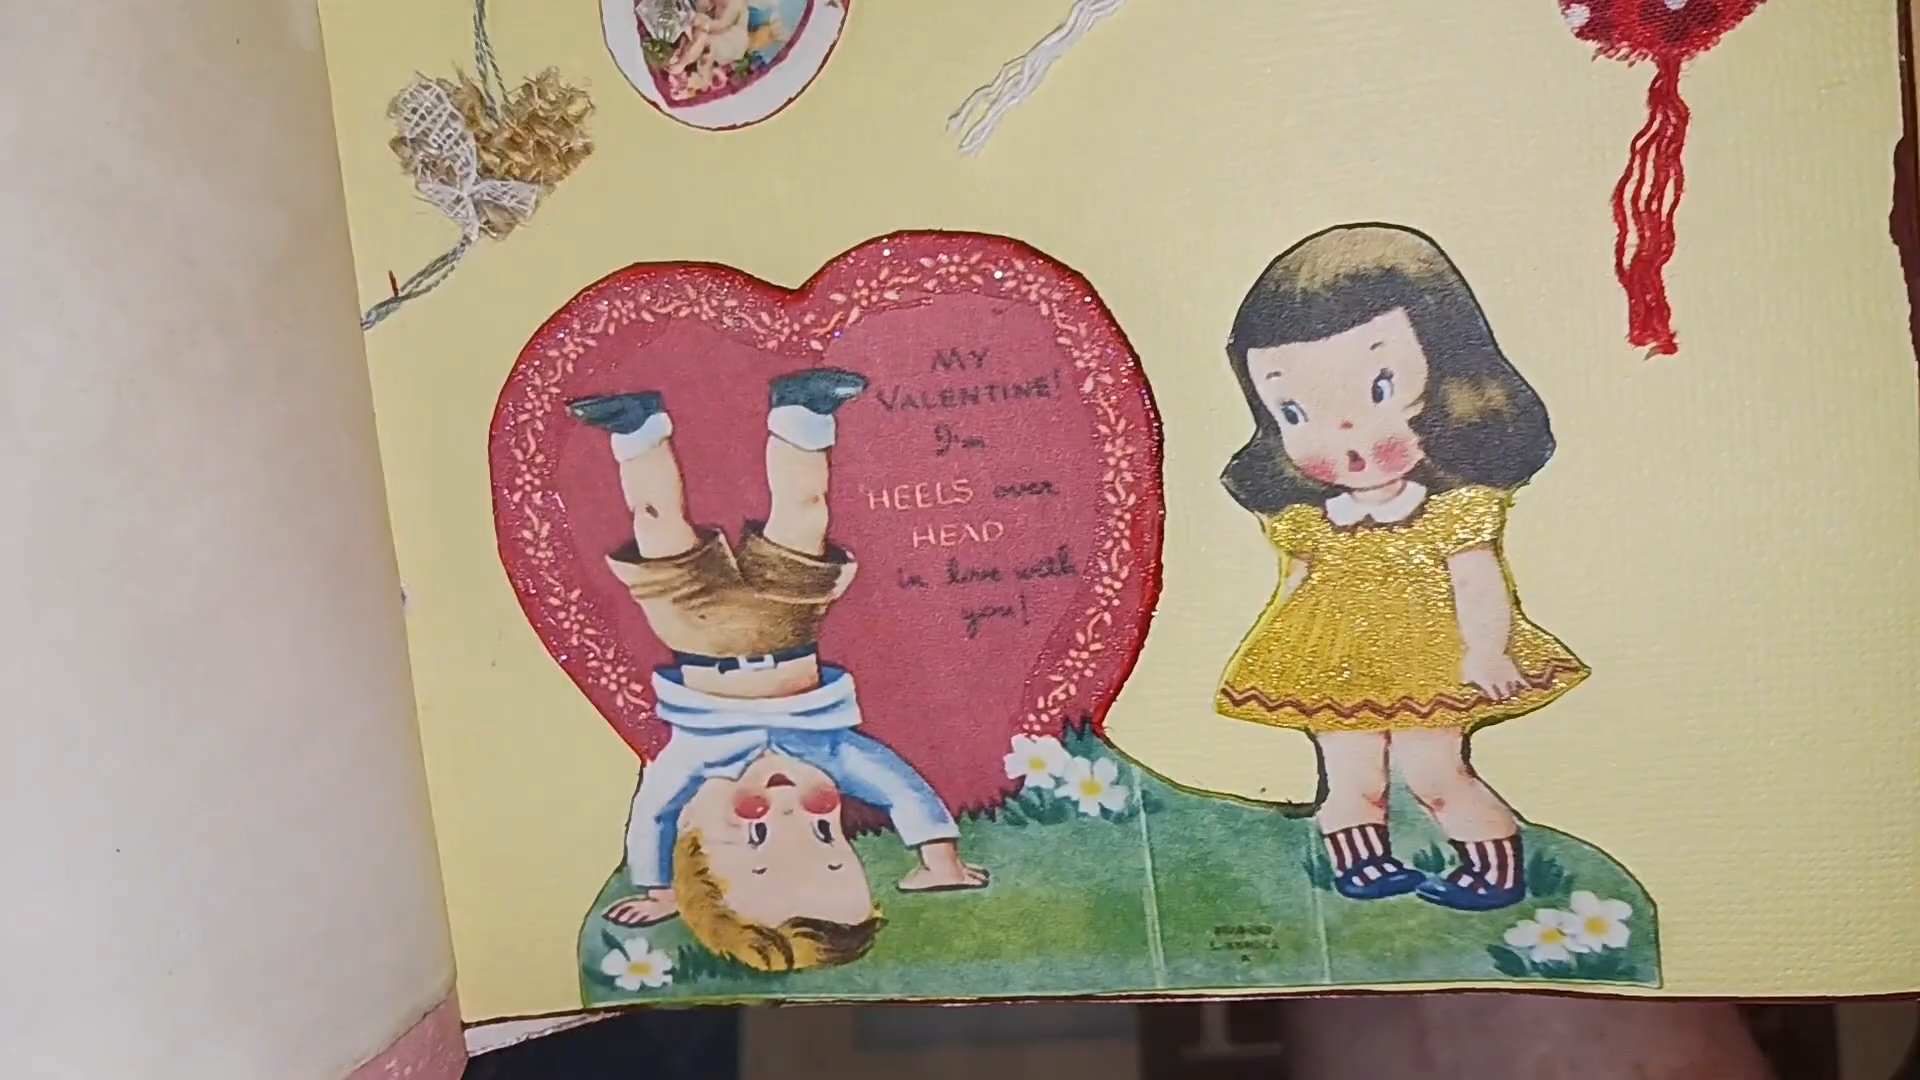 MY
VALENTINE!
I'm
HEELS over
HEAD
in love with
you!